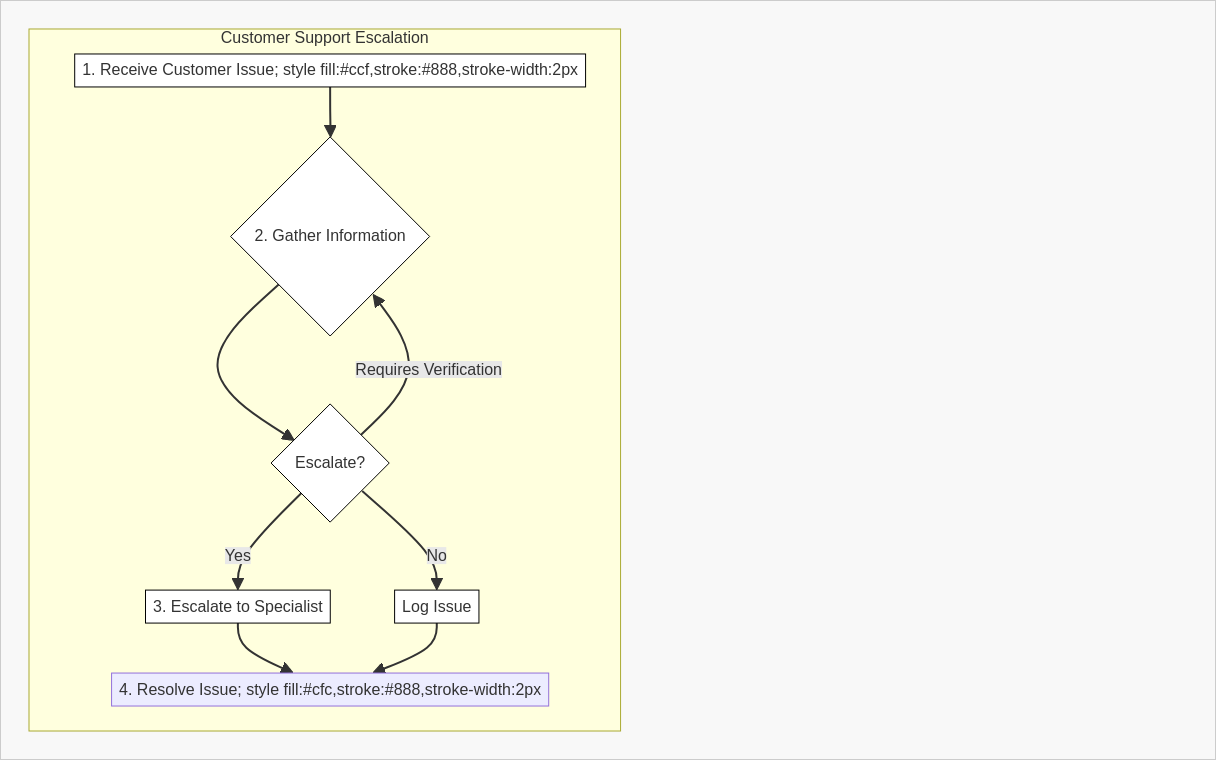 Customer Support Escalation
1. Receive Customer Issue; style fill:#ccf,stroke:#888,stroke-width:2px
2. Gather Information
Requires Verification
Escalate?
Yes
No
3. Escalate to Specialist
Log Issue
4. Resolve Issue; style fill:#cfc,stroke:#888,stroke-width:2px